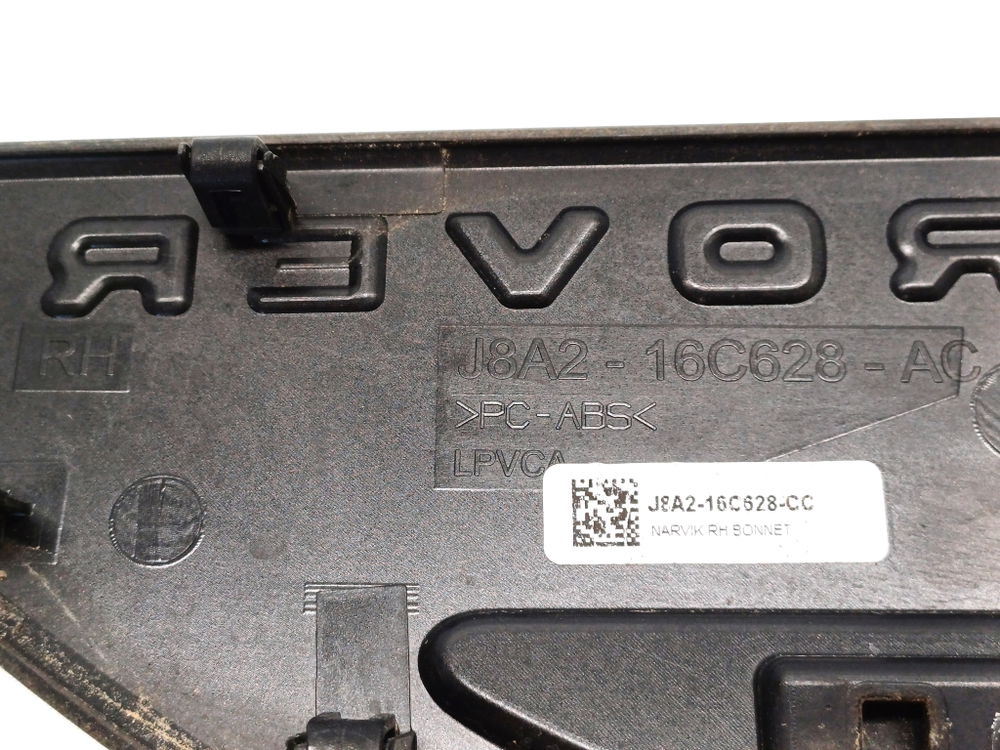 ROVER
RH
J8A2 - 16C628 - AC
>PC-ABS<
LPVCA
J8A2-16C628-CC
NARVIK RH BONNET